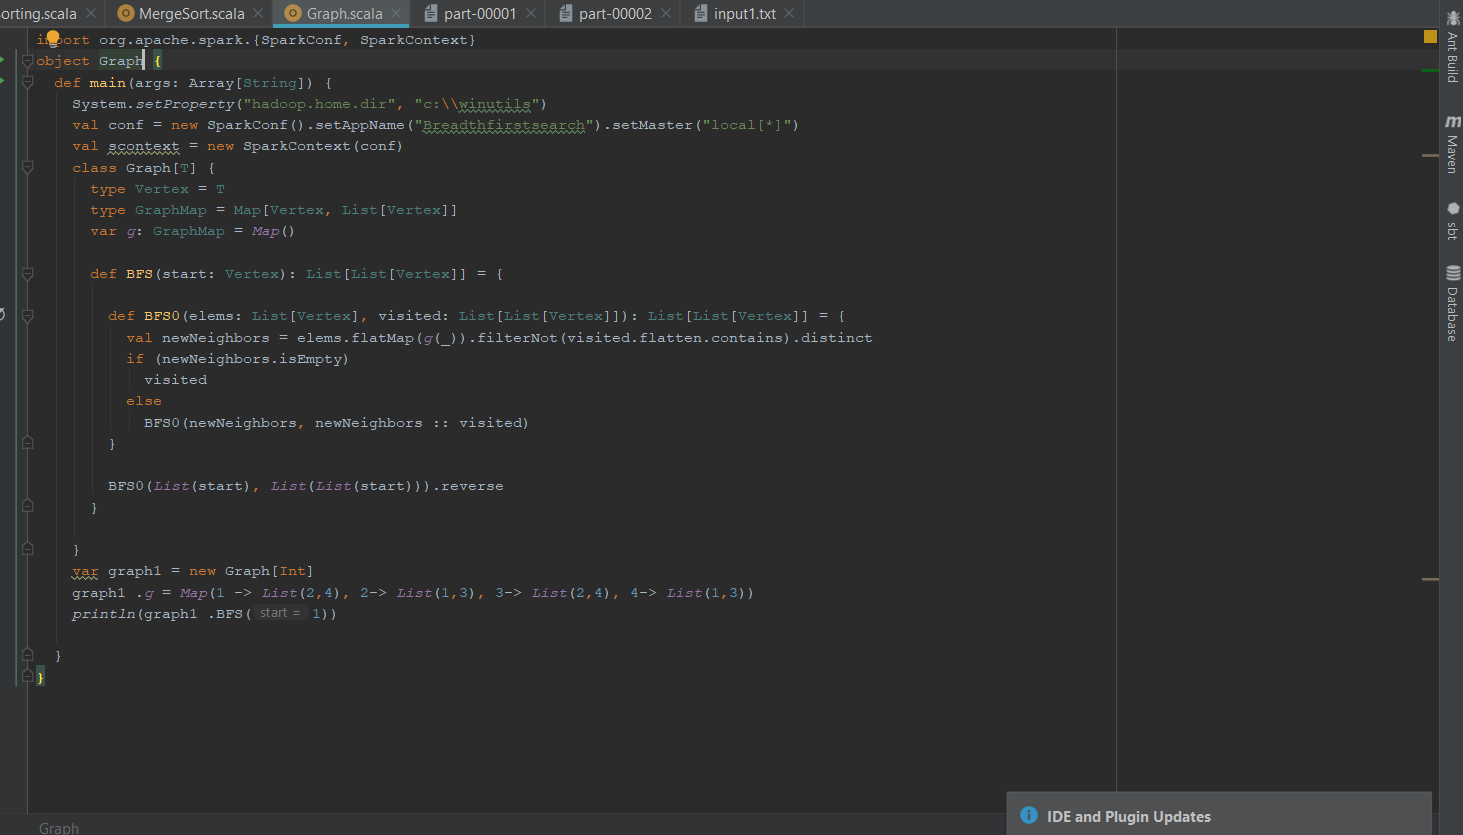 orting.scala
MergeSort.scala
Graph.scala
part-00001
part-00002
input1.txt
import org.apache.spark.{SparkConf, SparkContext}
object Graph {
def main(args: Array[String]) {
System.setProperty("hadoop.home.dir", "c:\\winutils")
val conf = new SparkConf().setAppName("Breadthfirstsearch").setMaster("local[*]")
val scontext = new SparkContext(conf)
class Graph[T] {
type Vertex = T
type GraphMap = Map[Vertex, List[Vertex]]
var g: GraphMap = Map()
def BFS(start: Vertex): List[List[Vertex]] = {
def BFS0(elems: List[Vertex], visited: List[List[Vertex]]): List[List[Vertex]] = {
val newNeighbors = elems.flatMap(g(_)).filterNot(visited.flatten.contains).distinct
if (newNeighbors.isEmpty)
visited
else
BFS0(newNeighbors, newNeighbors :: visited)
}
BFS0(List(start), List(List(start))).reverse
}
}
var graph1 = new Graph[Int]
graph1 .g = Map(1 -> List(2,4), 2-> List(1,3), 3-> List(2,4), 4-> List(1,3))
println(graph1 .BFS( start = 1))
}
}
Graph
Ant Build
m
Maven
sbt
Database
i
IDE and Plugin Updates